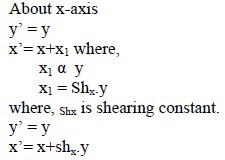 About x-axis
y’ = y
x’= x+x₁ where,
x₁ α y
x₁ = Shₓ.y
where, Shx is shearing constant.
y’ = y
x’= x+shₓ.y